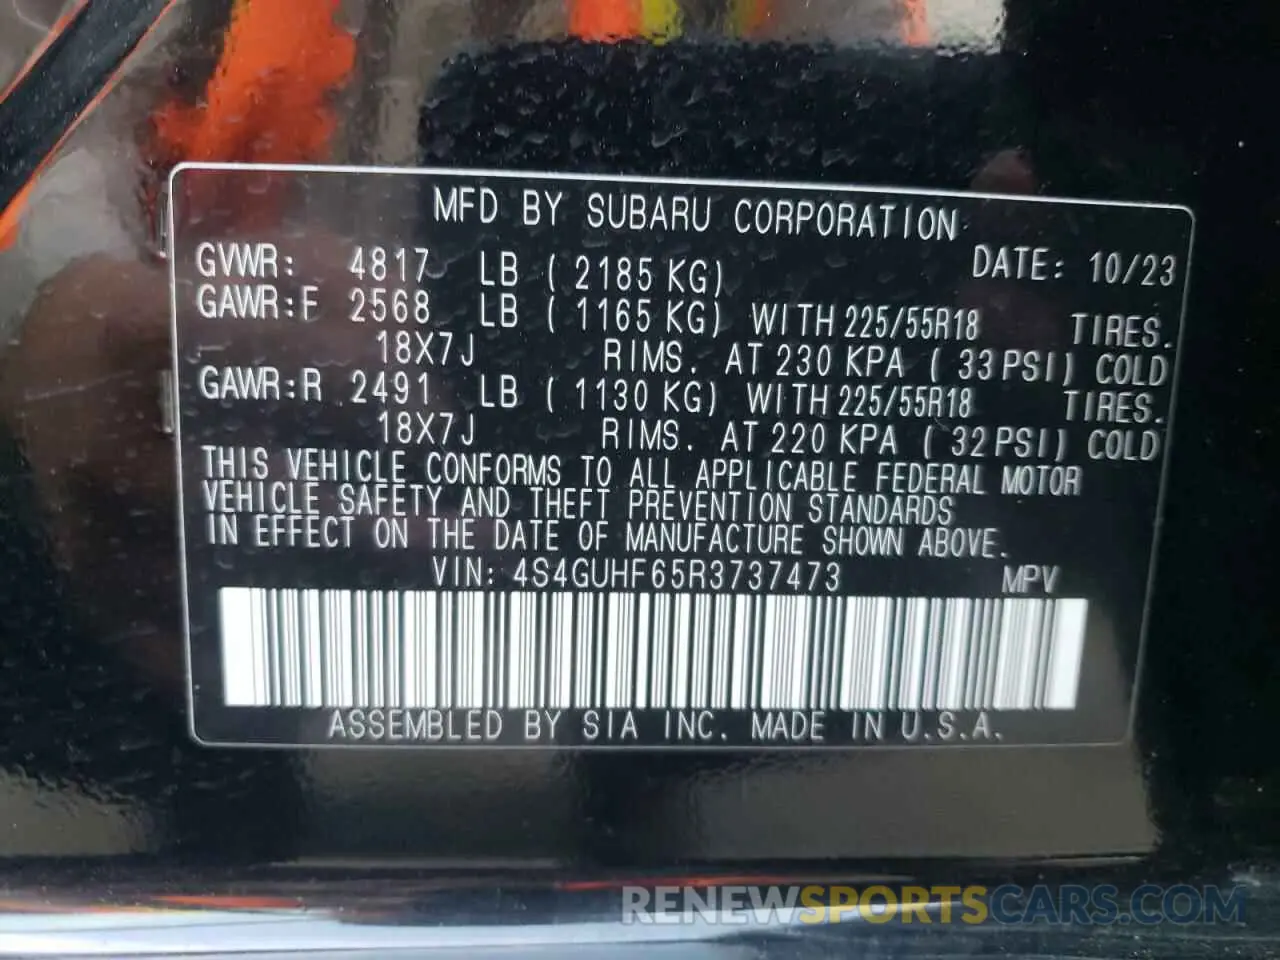 MFD BY SUBARU CORPORATION
GVWR: 4817 LB ( 2185 KG) DATE: 10/23
GAWR:F 2568 LB ( 1165 KG) WITH 225/55R18 TIRES.
18X7J RIMS. AT 230 KPA ( 33 PSI) COLD
GAWR:R 2491 LB ( 1130 KG) WITH 225/55R18 TIRES.
18X7J RIMS. AT 220 KPA ( 32 PSI) COLD
THIS VEHICLE CONFORMS TO ALL APPLICABLE FEDERAL MOTOR
VEHICLE SAFETY AND THEFT PREVENTION STANDARDS
IN EFFECT ON THE DATE OF MANUFACTURE SHOWN ABOVE.
VIN: 4S4GUHF65R3737473 MPV
ASSEMBLED BY SIA INC. MADE IN U.S.A.
RENEWSPORTSCARS.COM